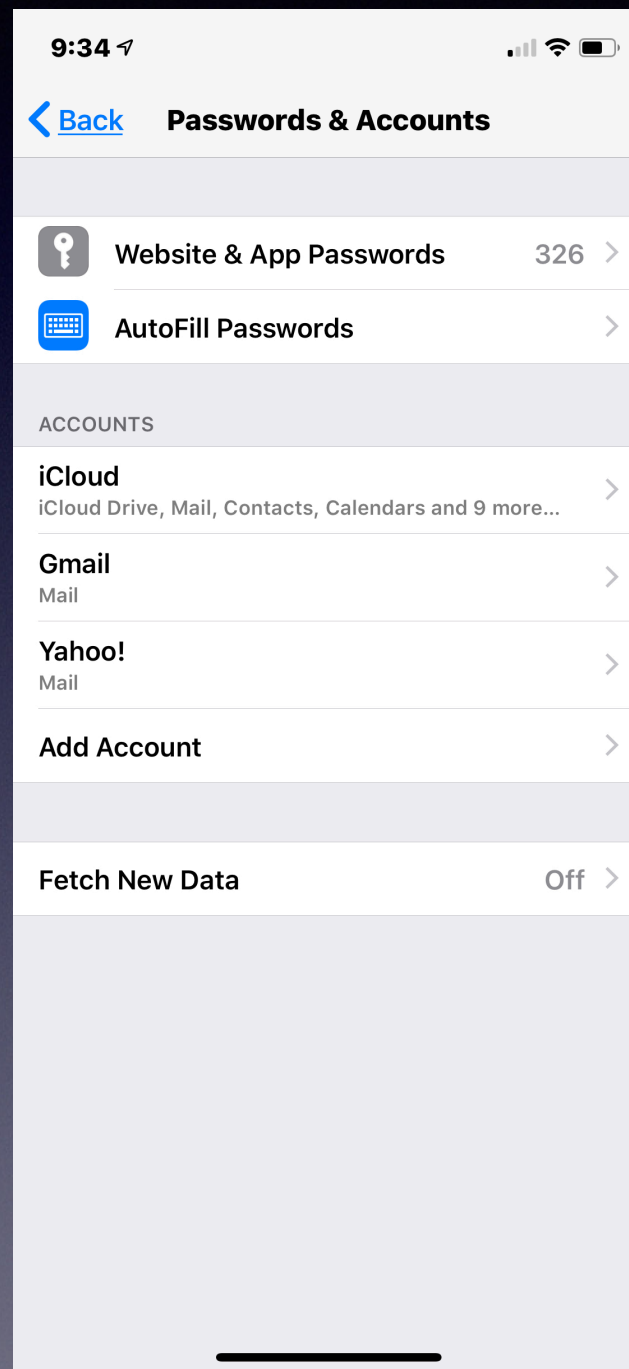 9:34
Back Passwords & Accounts
Website & App Passwords 326
AutoFill Passwords
ACCOUNTS
iCloud
iCloud Drive, Mail, Contacts, Calendars and 9 more...
Gmail
Mail
Yahoo!
Mail
Add Account
Fetch New Data Off